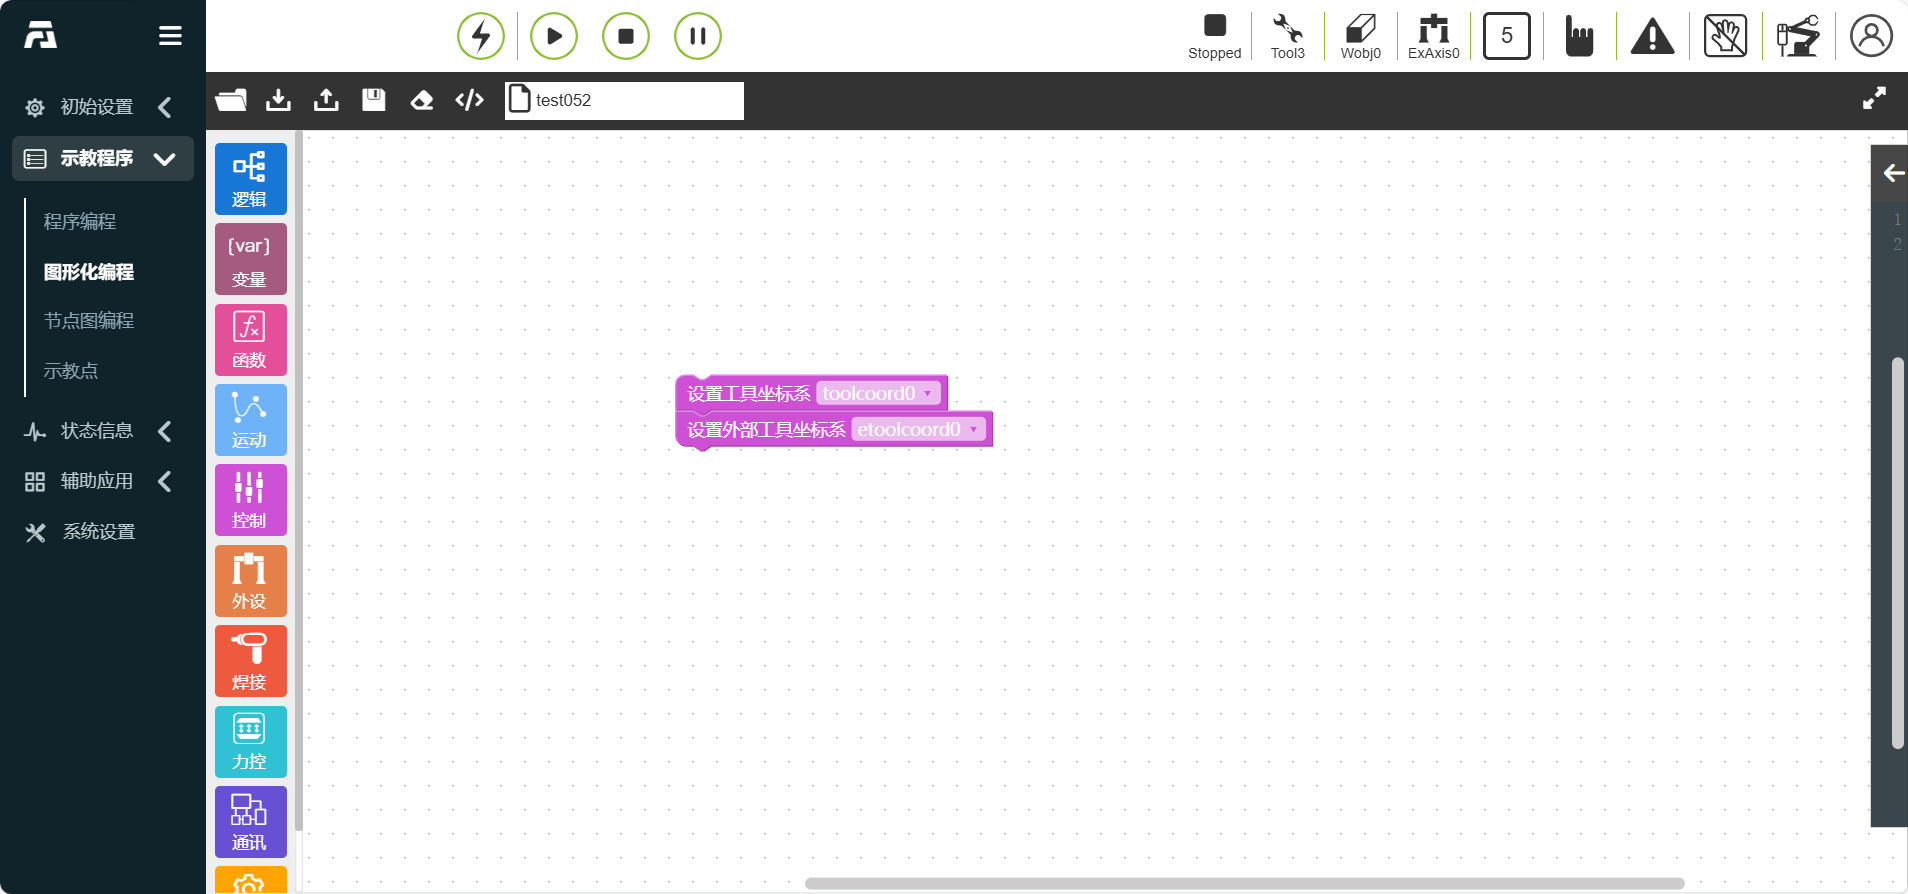 Stopped
Tool3
Wobj0
ExAxis0
5
test052
初始设置
示教程序
程序编程
图形化编程
节点图编程
示教点
状态信息
辅助应用
系统设置
逻辑
{var}
变量
fx
函数
运动
控制
外设
焊接
力控
通讯
设置工具坐标系 toolcoord0
设置外部工具坐标系 etoolcoord0
1
2